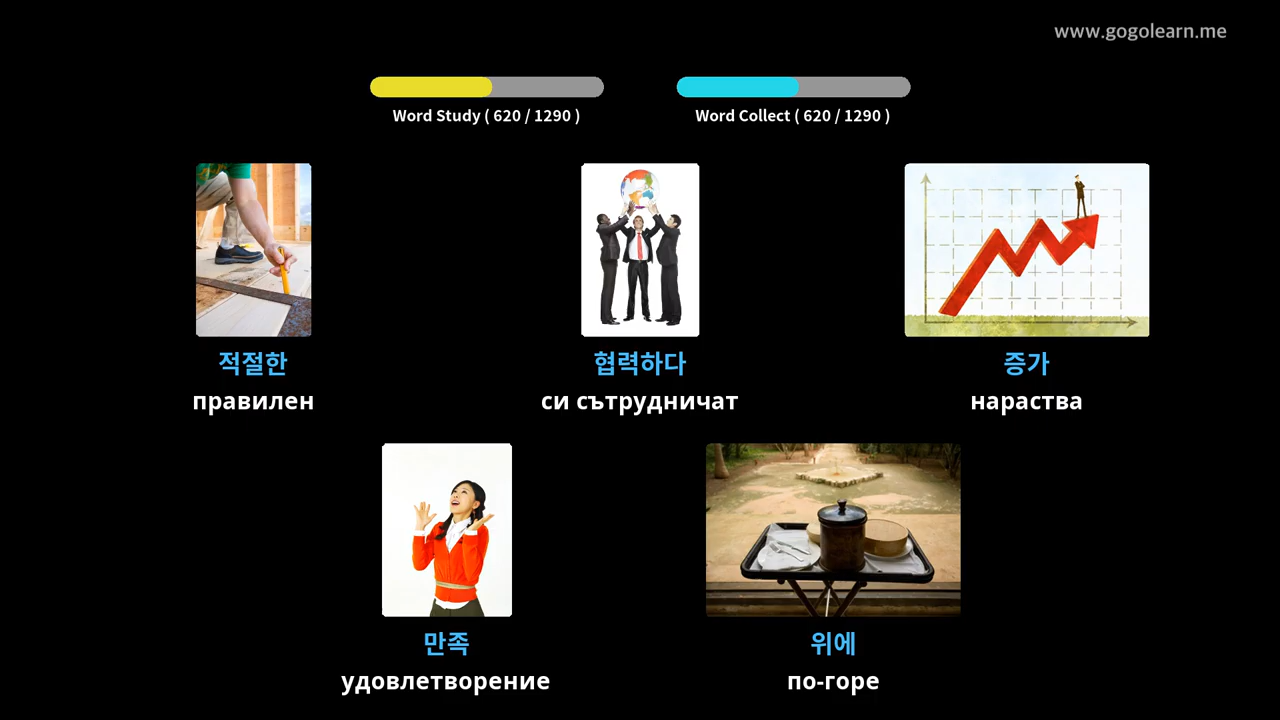 www.gogolearn.me
Word Study ( 620 / 1290 )
Word Collect ( 620 / 1290 )
적절한
правилен
협력하다
си сътрудничат
증가
нараства
만족
удовлетворение
위에
по-горе